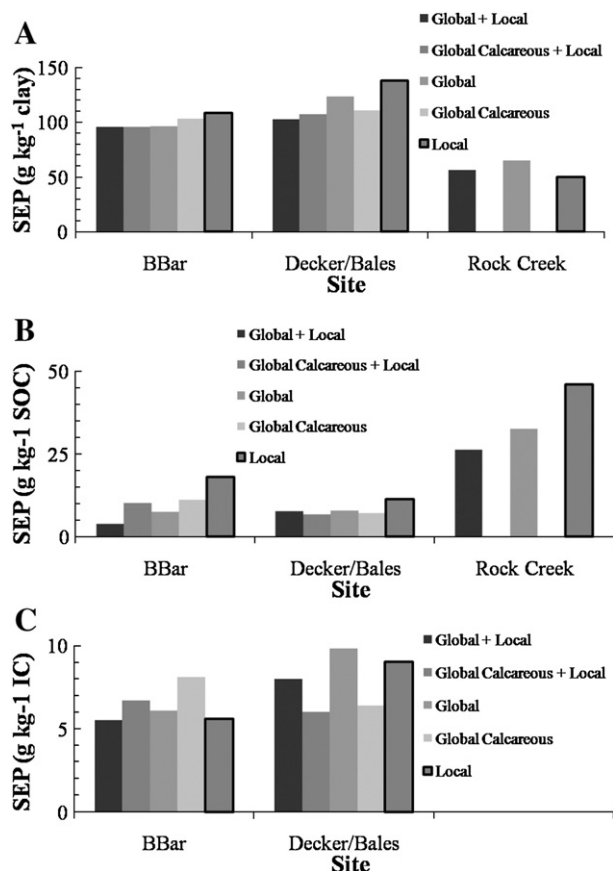 A
Global + Local
Global Calcareous + Local
Global
Global Calcareous
Local
SEP (g kg-1 clay)
150
100
50
0
BBar Decker/Bales Rock Creek
Site
B
Global + Local
Global Calcareous + Local
Global
Global Calcareous
Local
SEP (g kg-1 SOC)
50
25
0
BBar Decker/Bales Rock Creek
Site
C
Global + Local
Global Calcareous + Local
Global
Global Calcareous
Local
SEP (g kg-1 IC)
10
5
0
BBar Decker/Bales
Site